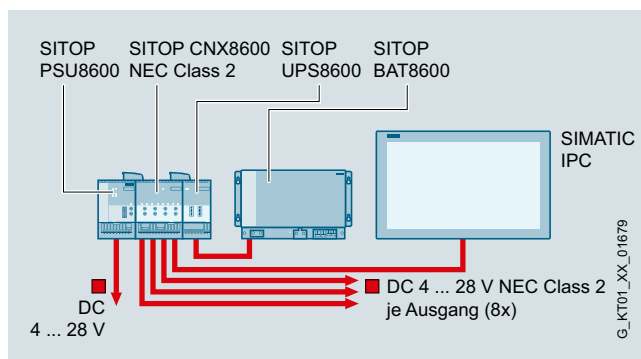 SITOP
PSU8600
SITOP CNX8600
NEC Class 2
SITOP
UPS8600
SITOP
BAT8600
SIMATIC
IPC
DC
4 ... 28 V
DC 4 ... 28 V NEC Class 2
je Ausgang (8x)
G_KT01_XX_01679